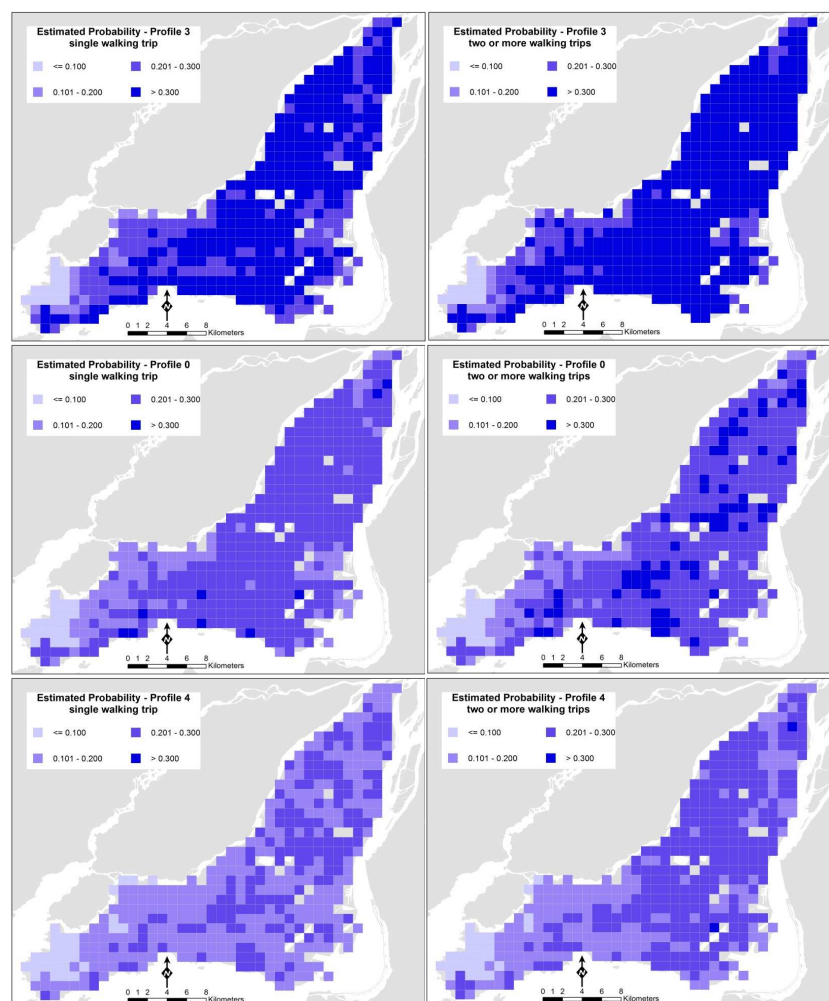 Estimated Probability - Profile 3
single walking trip
<= 0.100
0.201 - 0.300
0.101 - 0.200
> 0.300
N
0 1 2 4 6 8
Kilometers
Estimated Probability - Profile 3
two or more walking trips
<= 0.100
0.201 - 0.300
0.101 - 0.200
> 0.300
N
0 1 2 4 6 8
Kilometers
Estimated Probability - Profile 0
single walking trip
<= 0.100
0.201 - 0.300
0.101 - 0.200
> 0.300
N
0 1 2 4 6 8
Kilometers
Estimated Probability - Profile 0
two or more walking trips
<= 0.100
0.201 - 0.300
0.101 - 0.200
> 0.300
N
0 1 2 4 6 8
Kilometers
Estimated Probability - Profile 4
single walking trip
<= 0.100
0.201 - 0.300
0.101 - 0.200
> 0.300
N
0 1 2 4 6 8
Kilometers
Estimated Probability - Profile 4
two or more walking trips
<= 0.100
0.201 - 0.300
0.101 - 0.200
> 0.300
N
0 1 2 4 6 8
Kilometers